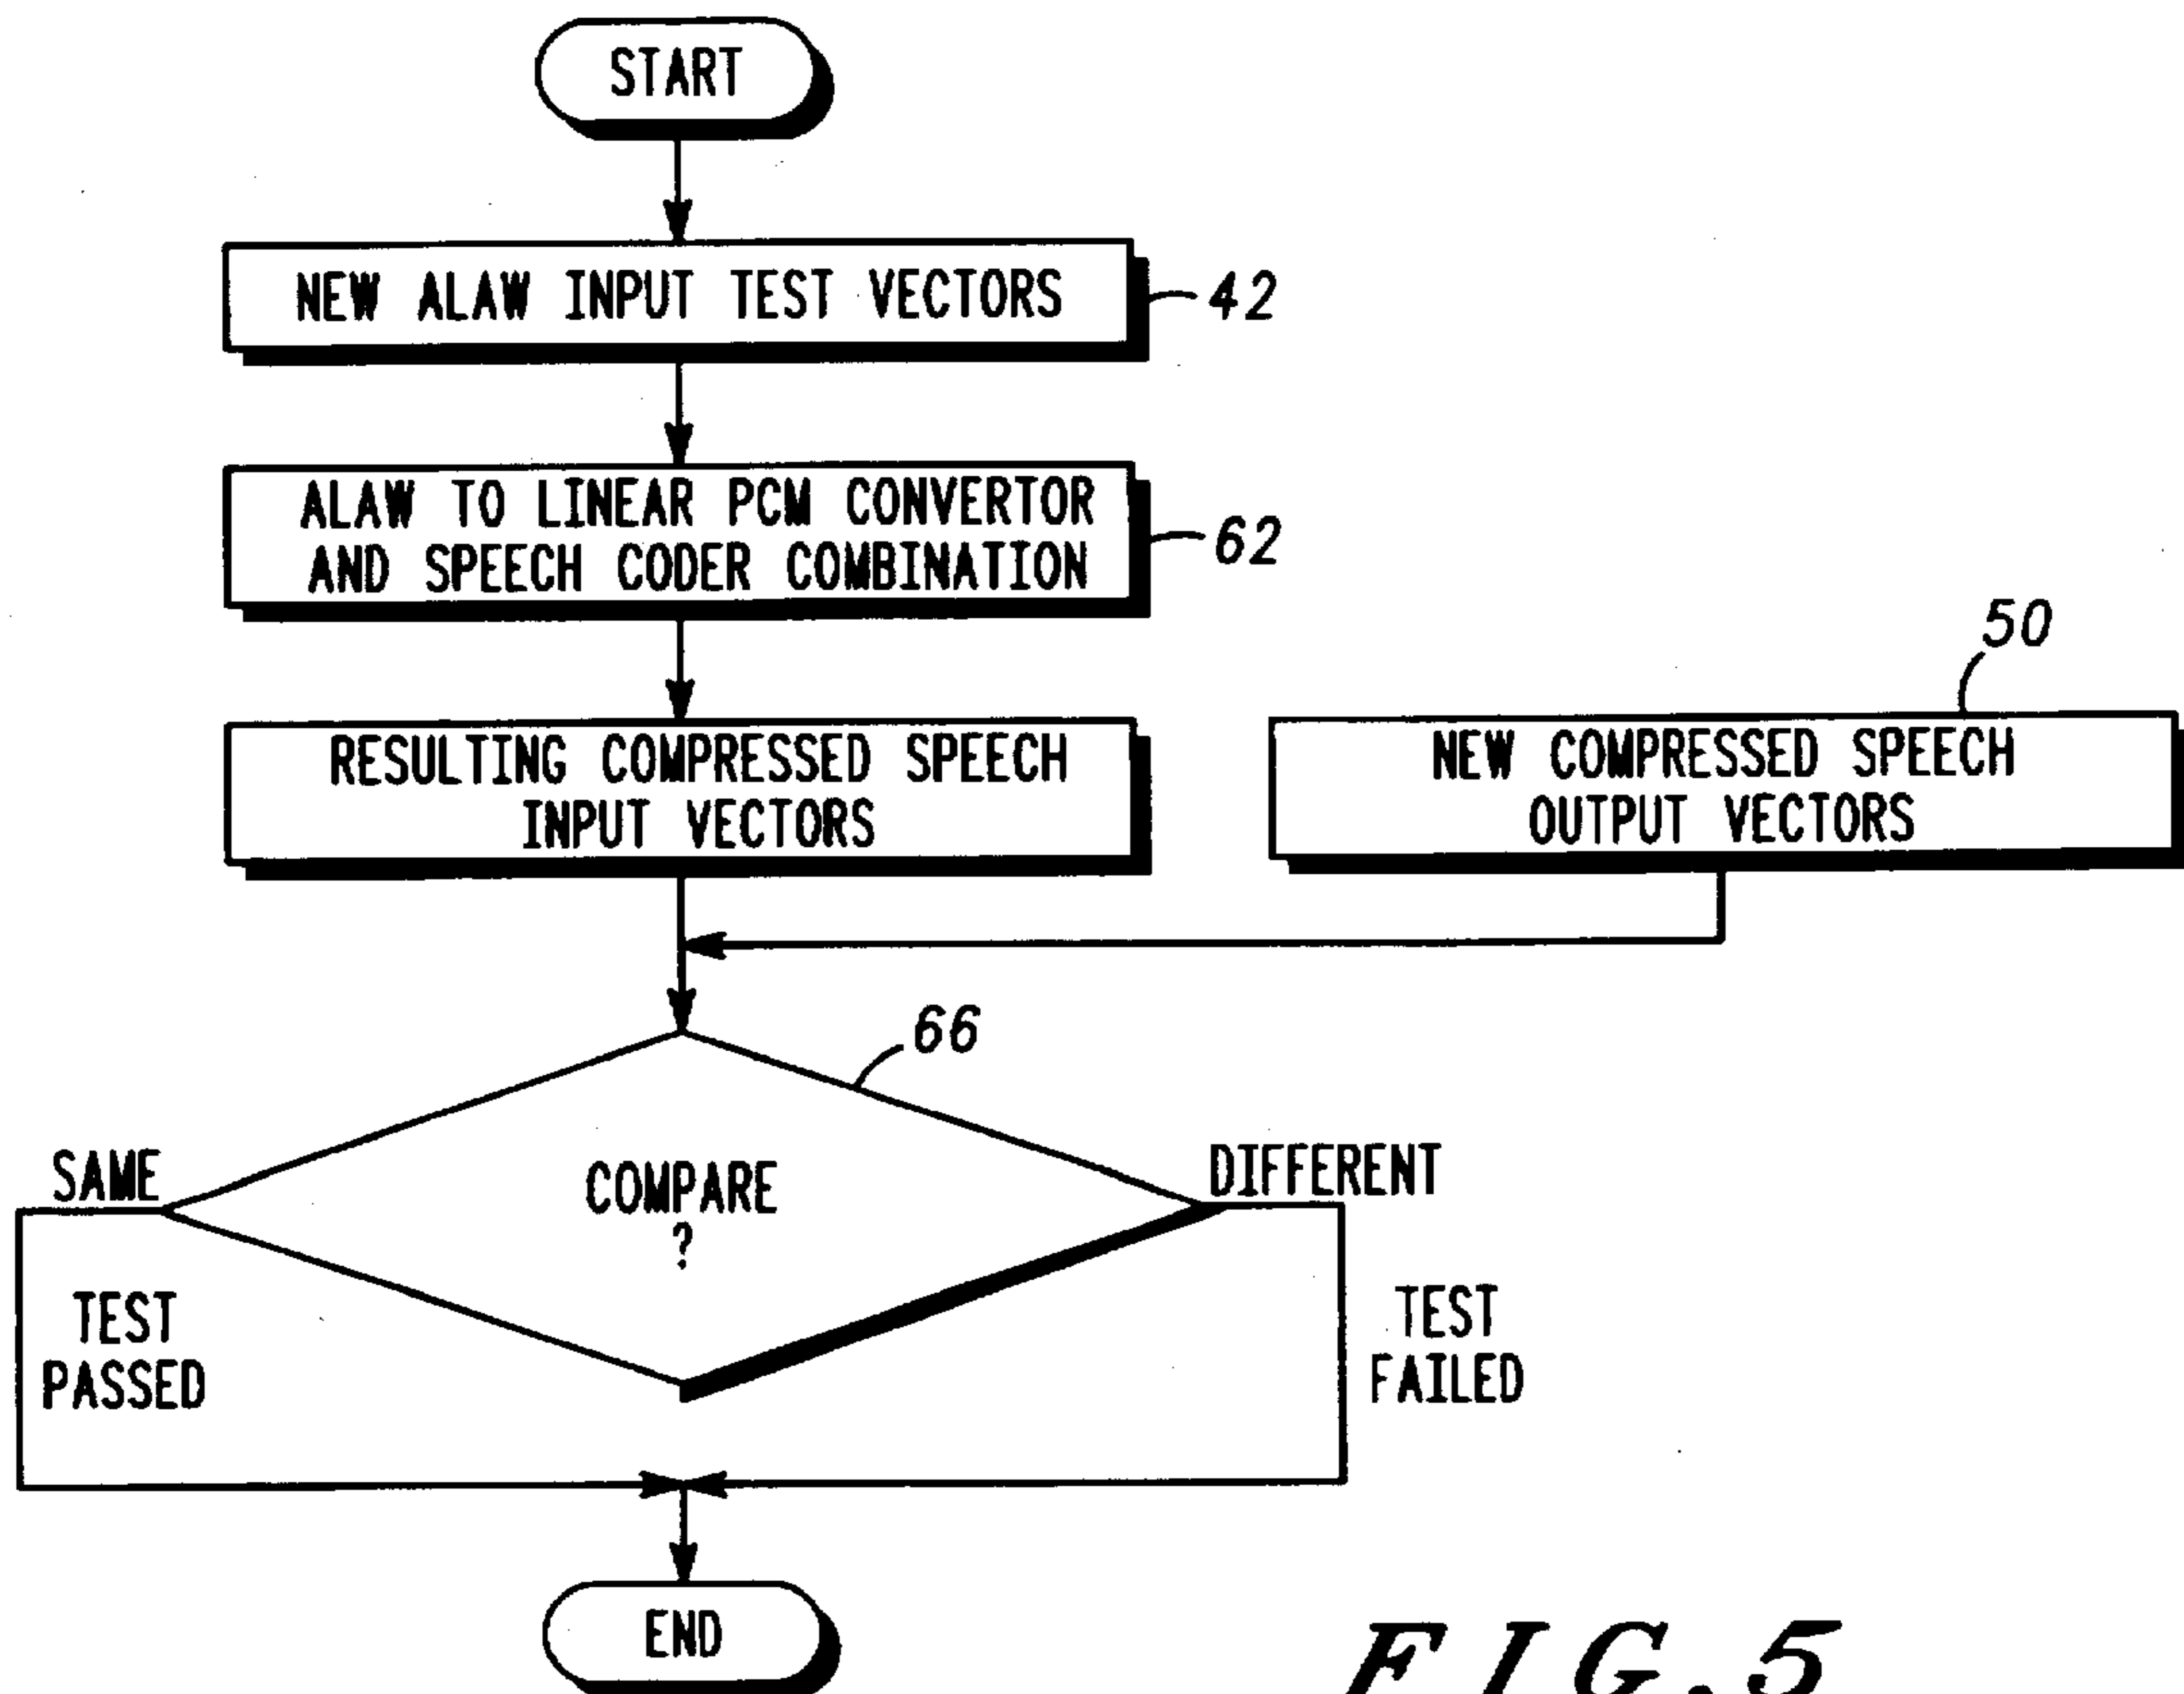 START
NEW ALAW INPUT TEST VECTORS
42
ALAW TO LINEAR PCM CONVERTOR
AND SPEECH CODER COMBINATION
62
50
RESULTING COMPRESSED SPEECH
INPUT VECTORS
NEW COMPRESSED SPEECH
OUTPUT VECTORS
66
SAME
COMPARE
?
DIFFERENT
TEST
PASSED
TEST
FAILED
END
FIG.5